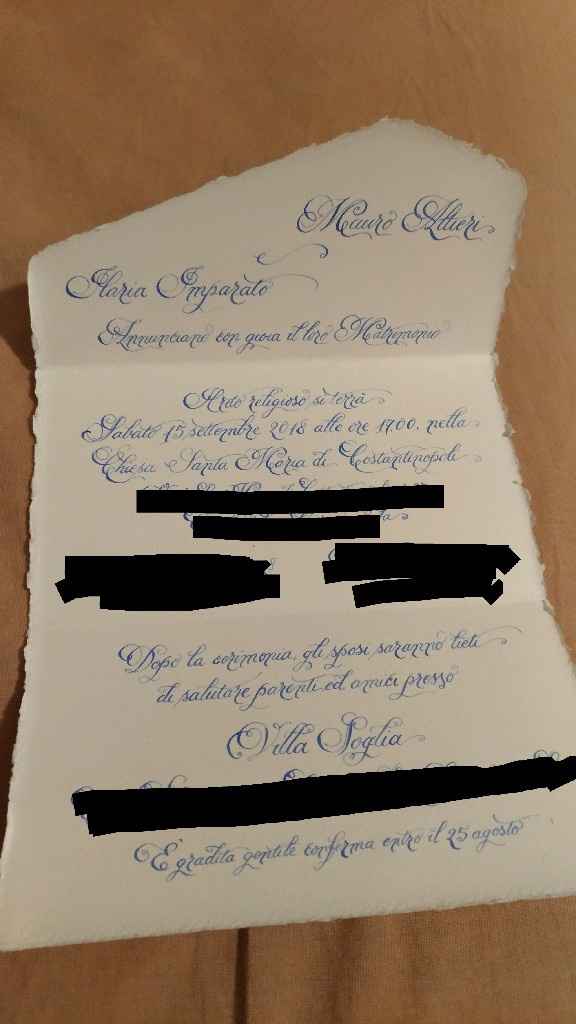 Mauro Altieri
e
Ilaria Imparato
Annunciano con gioia il loro Matrimonio
Il rito religioso si terrà
Sabato 15 settembre 2018 alle ore 17.00, nella
Chiesa Santa Maria di Costantinopoli
Dopo la cerimonia, gli sposi saranno lieti
di salutare parenti ed amici presso
Villa Soglia
E' gradita gentile conferma entro il 25 agosto